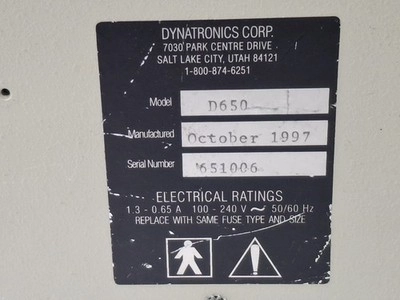 DYNATRONICS CORP.
7030 PARK CENTRE DRIVE
SALT LAKE CITY, UTAH 84121
1-800-874-6251
Model D650
Manufactured October 1997
Serial Number 651006
ELECTRICAL RATINGS
1.3 - 0.65 A 100 - 240 V ~ 50/60 Hz
REPLACE WITH SAME FUSE TYPE AND SIZE